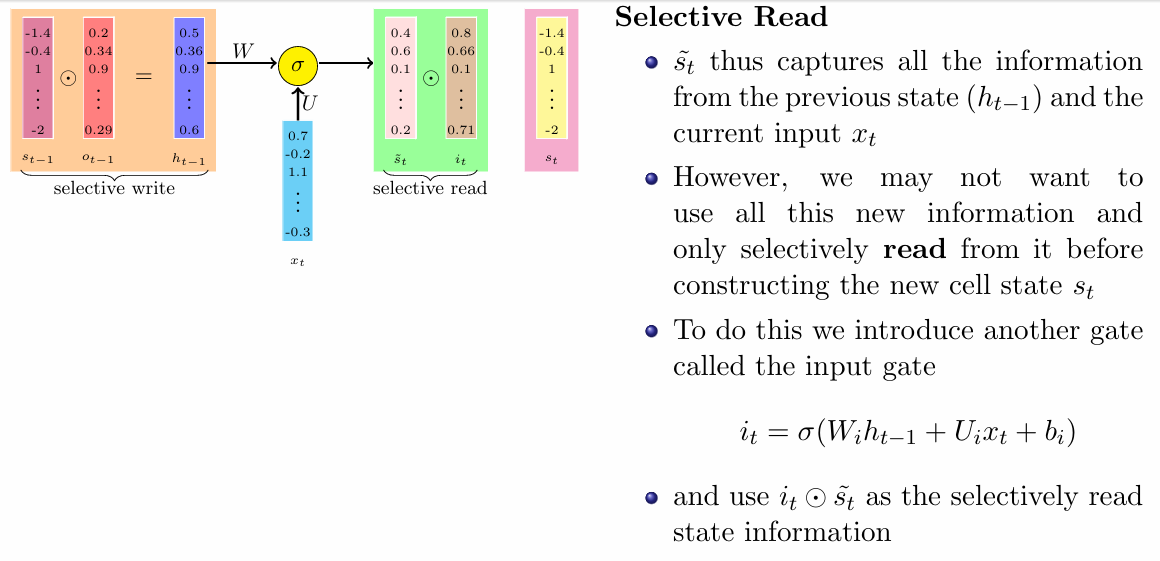 -1.4 0.2 0.5
-0.4 0.34 0.36
1 ⊙ 0.9 = 0.9
⋮ ⋮ ⋮
-2 0.29 0.6
s_{t−1} o_{t−1} h_{t−1}
selective write
W
σ
U
0.7
-0.2
1.1
⋮
-0.3
x_t
0.4 0.8
0.6 0.66
0.1 ⊙ 0.1
⋮ ⋮
0.2 0.71
s̃_t i_t
selective read
-1.4
-0.4
1
⋮
-2
s_t
Selective Read
s̃_t thus captures all the information
from the previous state (h_{t−1}) and the
current input x_t
However, we may not want to
use all this new information and
only selectively read from it before
constructing the new cell state s_t
To do this we introduce another gate
called the input gate
i_t = σ(W_i h_{t−1} + U_i x_t + b_i)
and use i_t ⊙ s̃_t as the selectively read
state information